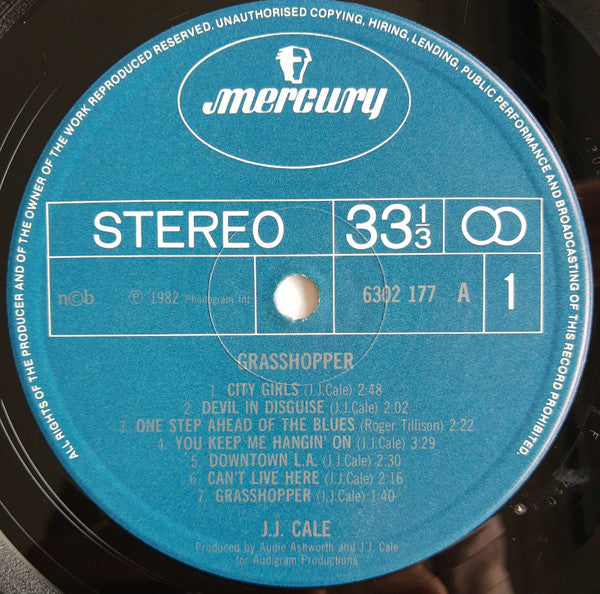 ALL RIGHTS OF THE PRODUCER AND OF THE OWNER OF THE WORK REPRODUCED RESERVED. UNAUTHORISED COPYING, HIRING, LENDING, PUBLIC PERFORMANCE AND BROADCASTING OF THIS RECORD PROHIBITED.
mercury
STEREO 33 1/3
n©b ℗ 1982 Phonogram Int 6302 177 A 1
GRASSHOPPER
1. CITY GIRLS (J.J.Cale) 2:48
2. DEVIL IN DISGUISE (J.J.Cale) 2:02
3. ONE STEP AHEAD OF THE BLUES (Roger Tillison) 2:22
4. YOU KEEP ME HANGIN' ON (J.J.Cale) 3:29
5. DOWNTOWN L.A. (J.J.Cale) 2:30
6. CAN'T LIVE HERE (J.J.Cale) 2:16
7. GRASSHOPPER (J.J.Cale) 1:40
J.J. CALE
Produced by Audie Ashworth and J.J. Cale
for Audigram Productions